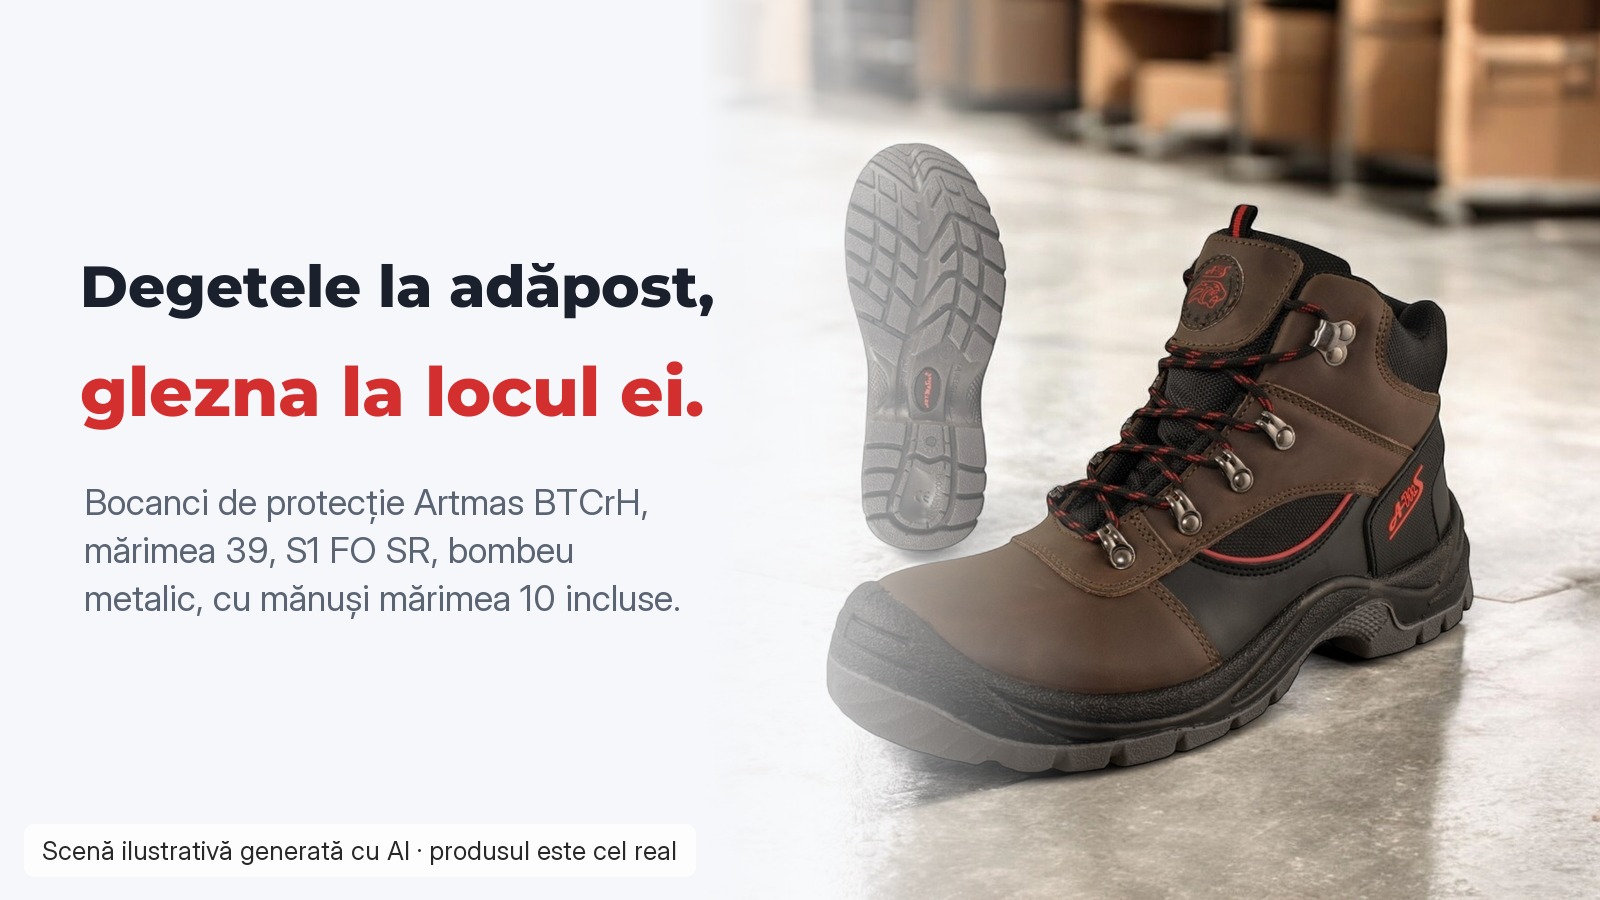 Degetele la adăpost,
glezna la locul ei.
Bocanci de protecție Artmas BTCrH,
mărimea 39, S1 FO SR, bombeu
metalic, cu mănuși mărimea 10 incluse.
Scenă ilustrativă generată cu AI · produsul este cel real